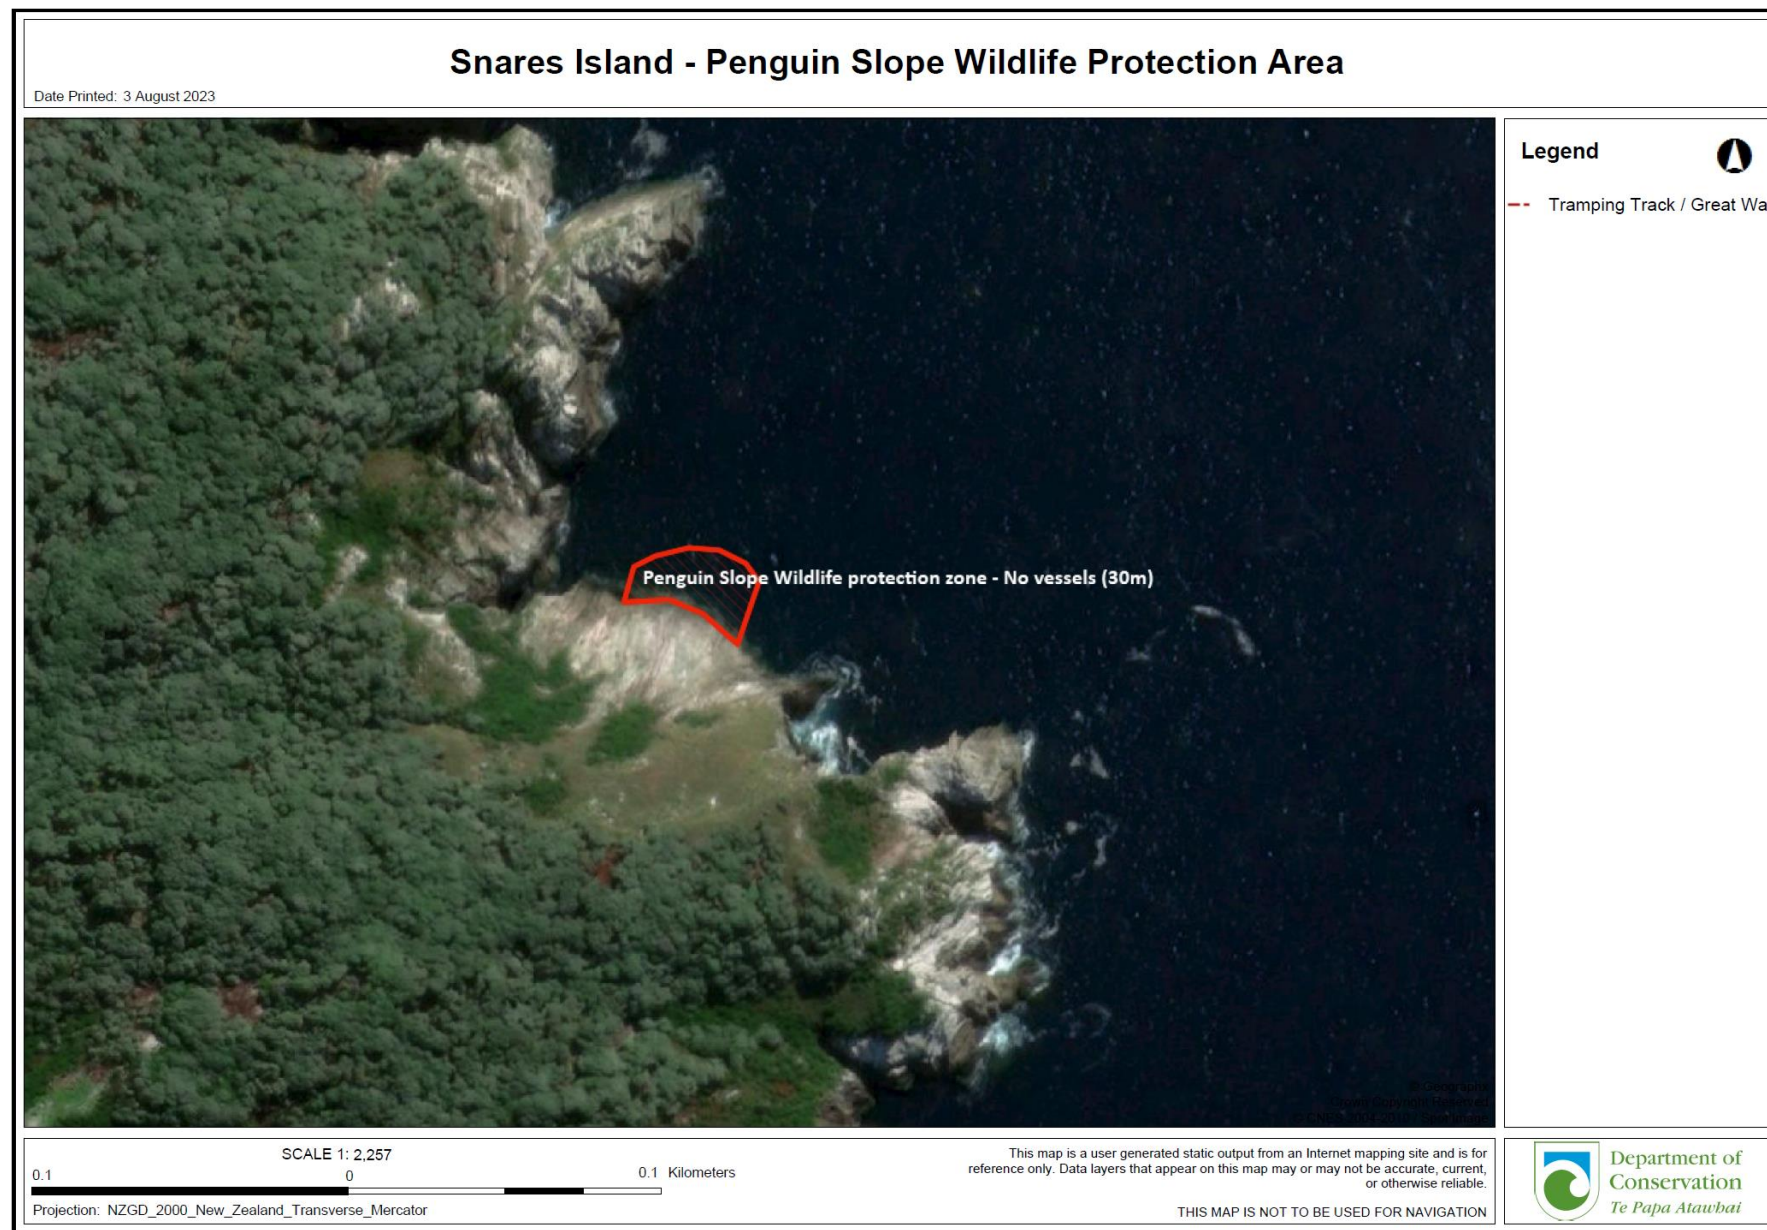 Snares Island - Penguin Slope Wildlife Protection Area
Date Printed: 3 August 2023
Legend
Tramping Track / Great Wa
Penguin Slope Wildlife protection zone - No vessels (30m)
SCALE 1: 2,257
0.1 0 0.1 Kilometers
Projection: NZGD_2000_New_Zealand_Transverse_Mercator
This map is a user generated static output from an Internet mapping site and is for
reference only. Data layers that appear on this map may or may not be accurate, current,
or otherwise reliable.
THIS MAP IS NOT TO BE USED FOR NAVIGATION
Department of
Conservation
Te Papa Atawhai